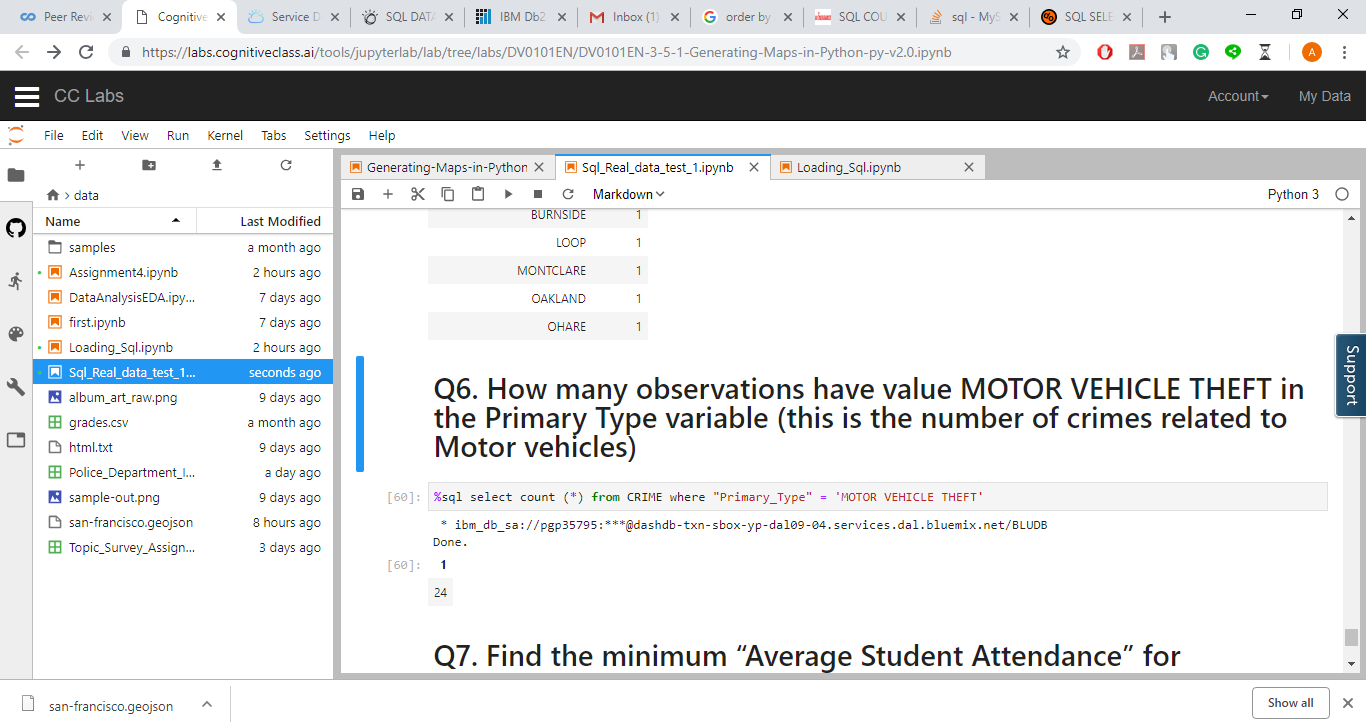 Peer Revi
Cognitive
Service D
SQL DATA
IBM Db2
Inbox (1)
order by
SQL COU
sql - MyS
SQL SELE
https://labs.cognitiveclass.ai/tools/jupyterlab/lab/tree/labs/DV0101EN/DV0101EN-3-5-1-Generating-Maps-in-Python-py-v2.0.ipynb
A
CC Labs
Account
My Data
File Edit View Run Kernel Tabs Settings Help
Generating-Maps-in-Python
Sql_Real_data_test_1.ipynb
Loading_Sql.ipynb
Markdown
Python 3
> data
Name Last Modified
samples a month ago
Assignment4.ipynb 2 hours ago
DataAnalysisEDA.ipy... 7 days ago
first.ipynb 7 days ago
Loading_Sql.ipynb 2 hours ago
Sql_Real_data_test_1... seconds ago
album_art_raw.png 9 days ago
grades.csv a month ago
html.txt 9 days ago
Police_Department_I... a day ago
sample-out.png 9 days ago
san-francisco.geojson 8 hours ago
Topic_Survey_Assign... 3 days ago
BURNSIDE 1
LOOP 1
MONTCLARE 1
OAKLAND 1
OHARE 1
Q6. How many observations have value MOTOR VEHICLE THEFT in
the Primary Type variable (this is the number of crimes related to
Motor vehicles)
[60]: %sql select count (*) from CRIME where "Primary_Type" = 'MOTOR VEHICLE THEFT'
* ibm_db_sa://pgp35795:***@dashdb-txn-sbox-yp-dal09-04.services.dal.bluemix.net/BLUDB
Done.
[60]: 1
24
Q7. Find the minimum “Average Student Attendance” for
Support
san-francisco.geojson
Show all